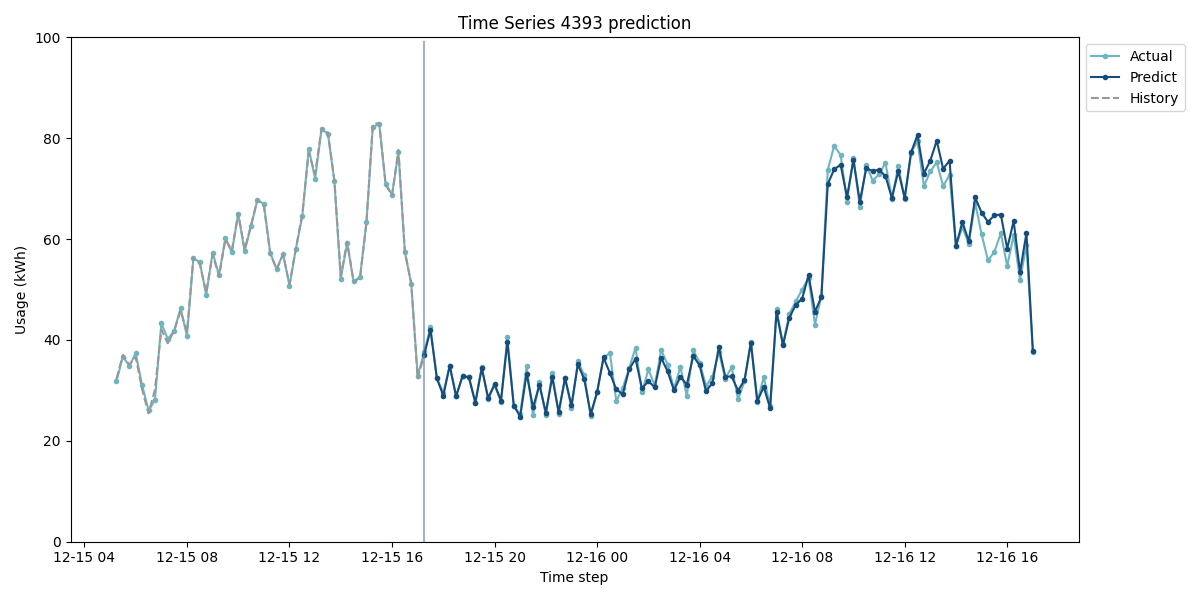 Time Series 4393 prediction
100
80
60
40
20
0
Usage (kWh)
12-15 04
12-15 08
12-15 12
12-15 16
12-15 20
12-16 00
12-16 04
12-16 08
12-16 12
12-16 16
Time step
Actual
Predict
History